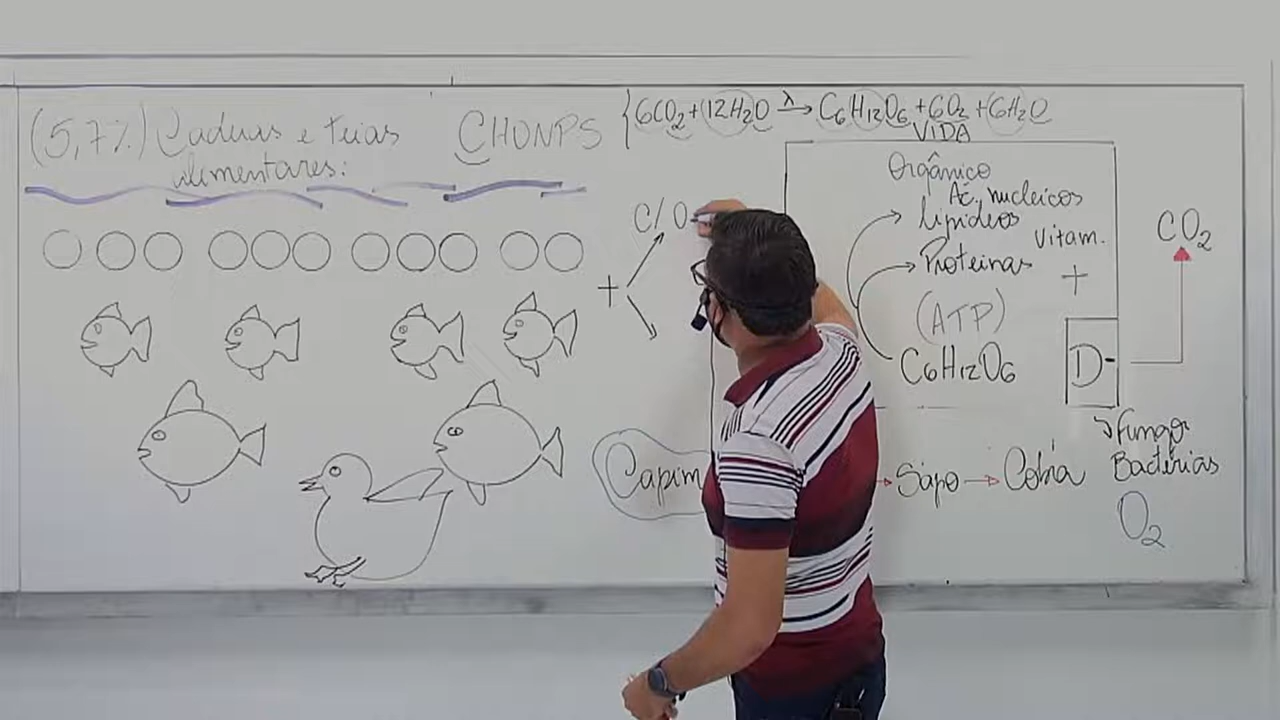 (5,7%) Cadeias e teias
alimentares:
CHONPS
6CO2+12H2O λ→ C6H12O6+6O2+6H2O
VIDA
Orgânico
Ác. nucleicos
lipídeos
Vitam.
Proteinas
+
(ATP)
C6H12O6
D
CO2
C/O
+
Capim
→ Sapo → Cobra
Fungos
Bactérias
O2